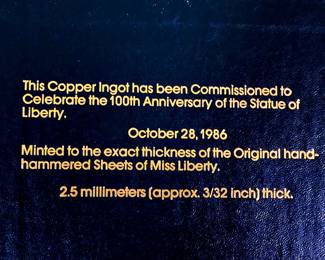 This Copper Ingot has been Commissioned to
Celebrate the 100th Anniversary of the Statue of
Liberty.
October 28, 1986
Minted to the exact thickness of the Original hand-
hammered Sheets of Miss Liberty.
2.5 millimeters (approx. 3/32 inch) thick.